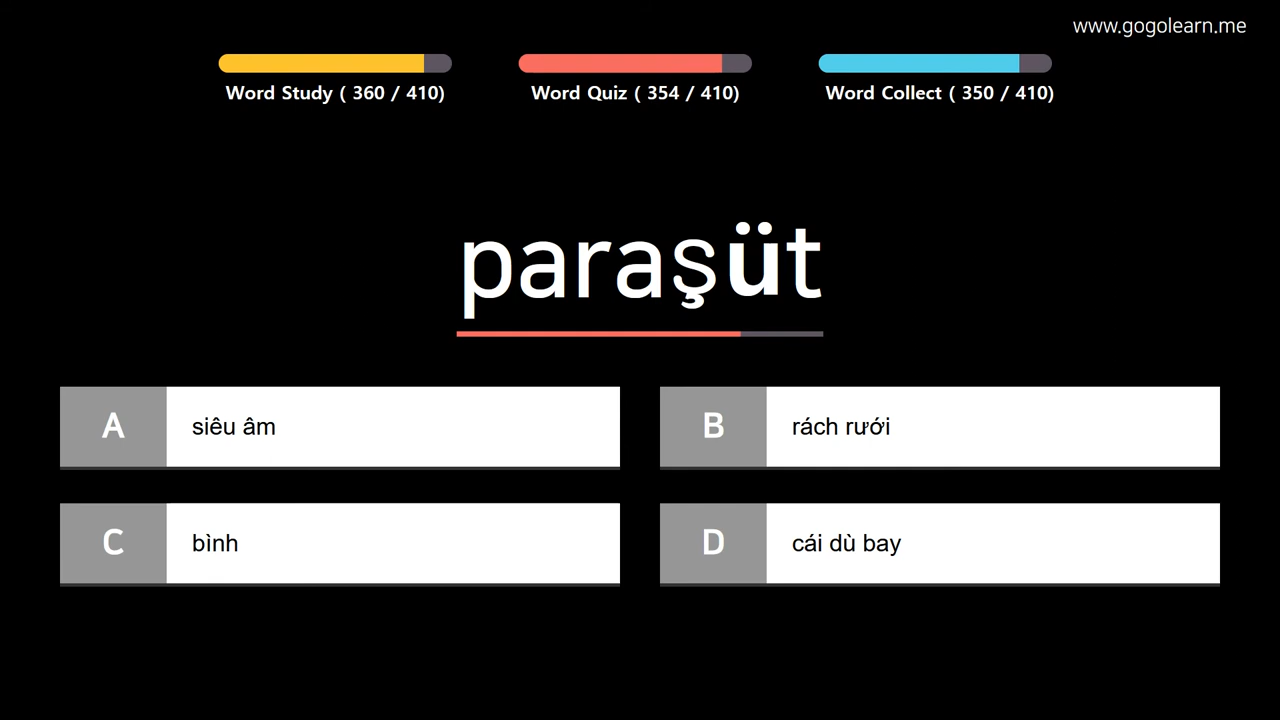 www.gogolearn.me
Word Study ( 360 / 410)
Word Quiz ( 354 / 410)
Word Collect ( 350 / 410)
paraşüt
A siêu âm
B rách rưới
C bình
D cái dù bay